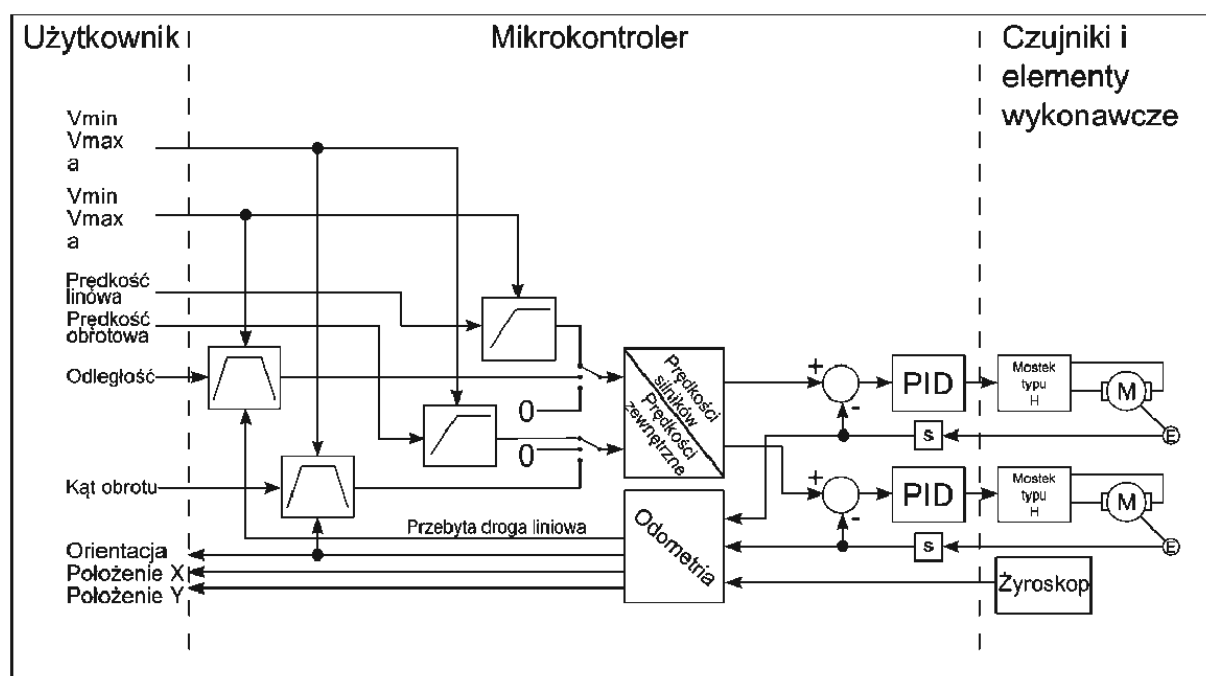 Użytkownik
Mikrokontroler
Czujniki i
elementy
wykonawcze
Vmin
Vmax
a
Vmin
Vmax
a
Prędkość
linówa
Prędkość
obrotowa
Odległość
Kąt obrotu
Orientacja
Położenie X
Położenie Y
0
0
Przebyta droga liniowa
Prędkości
silników
Prędkości
zewnętrzne
Odometria
+
-
PID
s
Mostek
typu
H
M
E
+
-
PID
s
Mostek
typu
H
M
E
Żyroskop